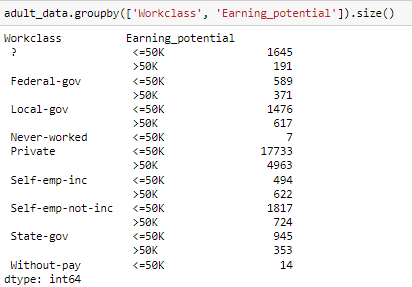 adult_data.groupby(['Workclass', 'Earning_potential']).size()
Workclass Earning_potential
? <=50K 1645
>50K 191
Federal-gov <=50K 589
>50K 371
Local-gov <=50K 1476
>50K 617
Never-worked <=50K 7
Private <=50K 17733
>50K 4963
Self-emp-inc <=50K 494
>50K 622
Self-emp-not-inc <=50K 1817
>50K 724
State-gov <=50K 945
>50K 353
Without-pay <=50K 14
dtype: int64